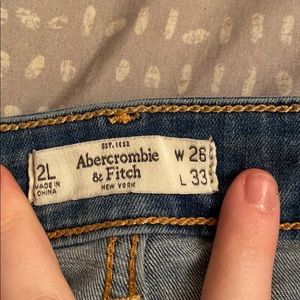 EST. 1892
Abercrombie
& Fitch
NEW YORK
2L
MADE IN
CHINA
W 26
L 33